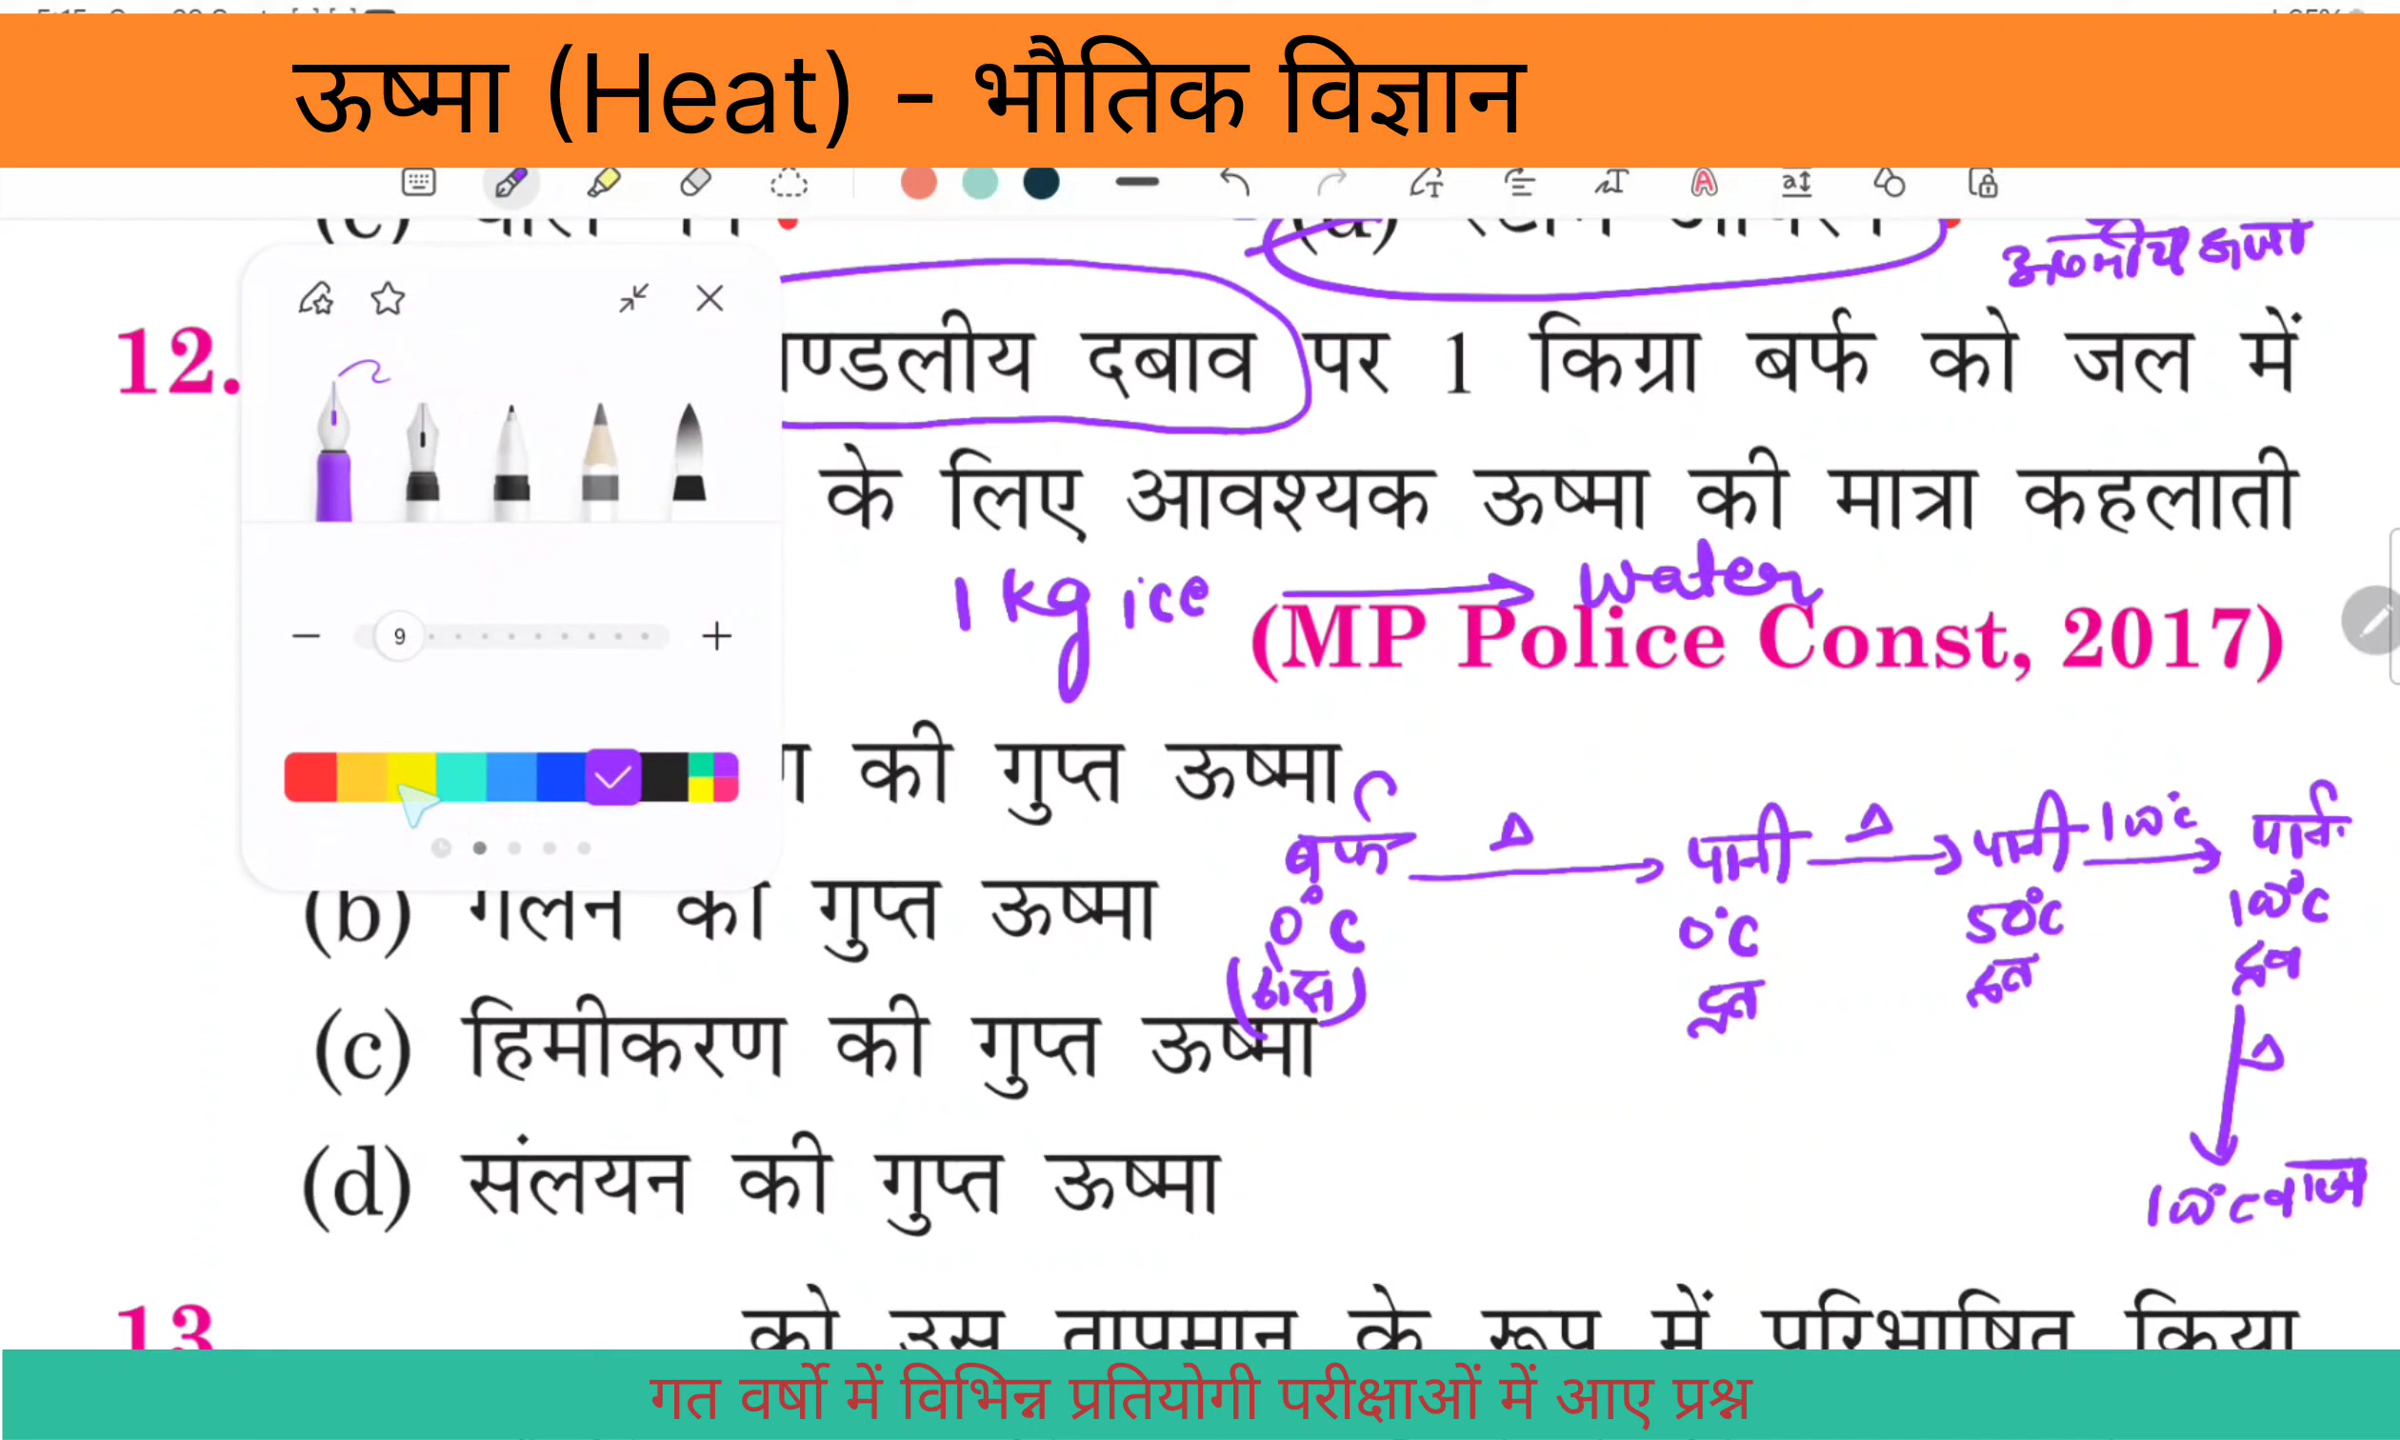 ऊष्मा (Heat) - भौतिक विज्ञान
12. ण्डलीय दबाव पर 1 किग्रा बर्फ को जल में
के लिए आवश्यक ऊष्मा की मात्रा कहलाती
1 kg ice → water
(MP Police Const, 2017)
9
की गुप्त ऊष्मा
बर्फ Δ पानी Δ पानी 100°C
0°C 0°C 50°C 100°C
(b) गलन की गुप्त ऊष्मा
(ठोस) द्रव द्रव द्रव
(c) हिमीकरण की गुप्त ऊष्मा
Δ
(d) संलयन की गुप्त ऊष्मा
100°C
13. को उस तापमान के रूप में परिभाषित किया
गत वर्षो में विभिन्न प्रतियोगी परीक्षाओं में आए प्रश्न